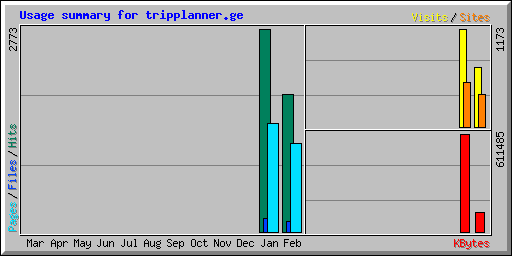 Usage summary for tripplanner.ge
Visits / Sites
2773
1173
Pages / Files / Hits
611485
Mar Apr May Jun Jul Aug Sep Oct Nov Dec Jan Feb
KBytes